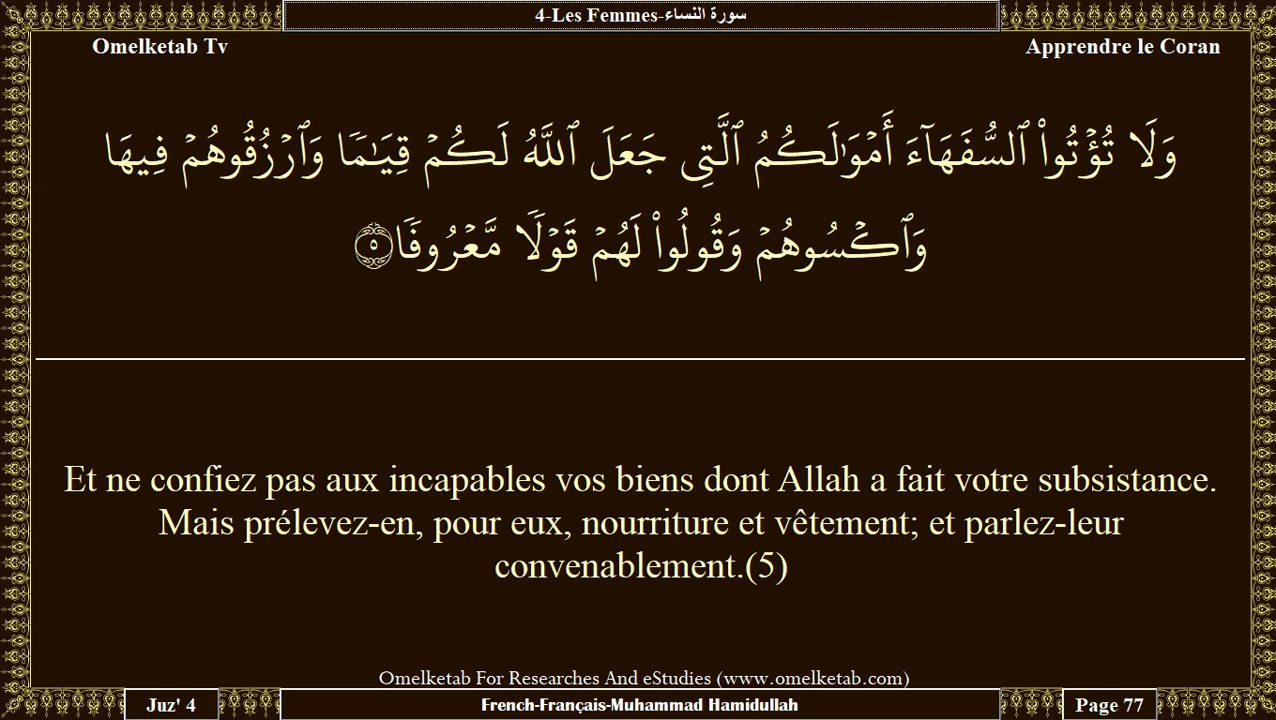 4-Les Femmes-سورة النساء
Omelketab Tv
Apprendre le Coran
وَلَا تُؤۡتُواْ ٱلسُّفَهَآءَ أَمۡوَٰلَكُمُ ٱلَّتِي جَعَلَ ٱللَّهُ لَكُمۡ قِيَٰمٗا وَٱرۡزُقُوهُمۡ فِيهَا
وَٱكۡسُوهُمۡ وَقُولُواْ لَهُمۡ قَوۡلٗا مَّعۡرُوفٗا ٥
Et ne confiez pas aux incapables vos biens dont Allah a fait votre subsistance.
Mais prélevez-en, pour eux, nourriture et vêtement; et parlez-leur
convenablement.(5)
Omelketab For Researches And eStudies (www.omelketab.com)
Juz' 4
French-Français-Muhammad Hamidullah
Page 77